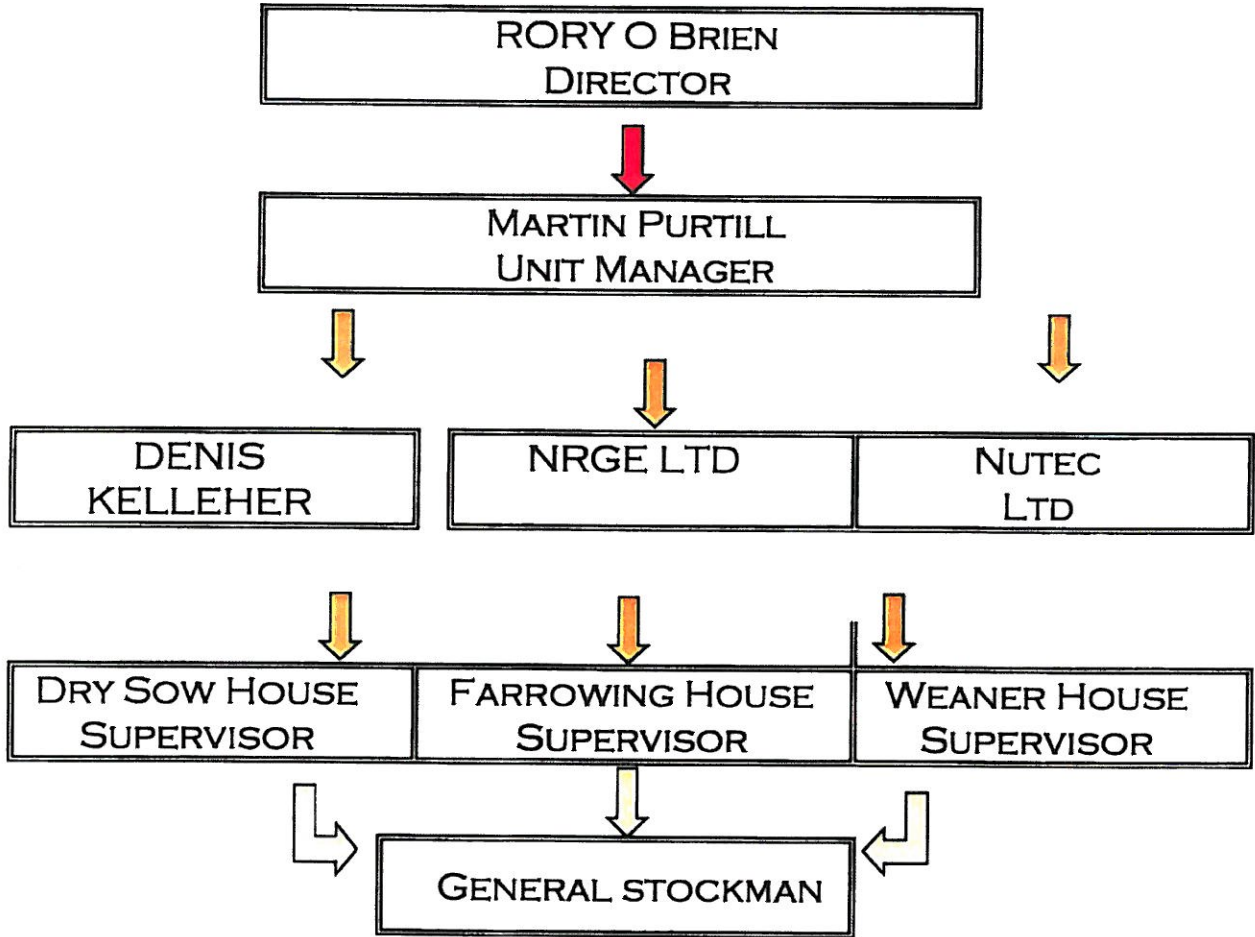 RORY O BRIEN
DIRECTOR
MARTIN PURTILL
UNIT MANAGER
DENIS
KELLEHER
NRGE LTD
NUTEC
LTD
DRY SOW HOUSE
SUPERVISOR
FARROWING HOUSE
SUPERVISOR
WEANER HOUSE
SUPERVISOR
GENERAL STOCKMAN